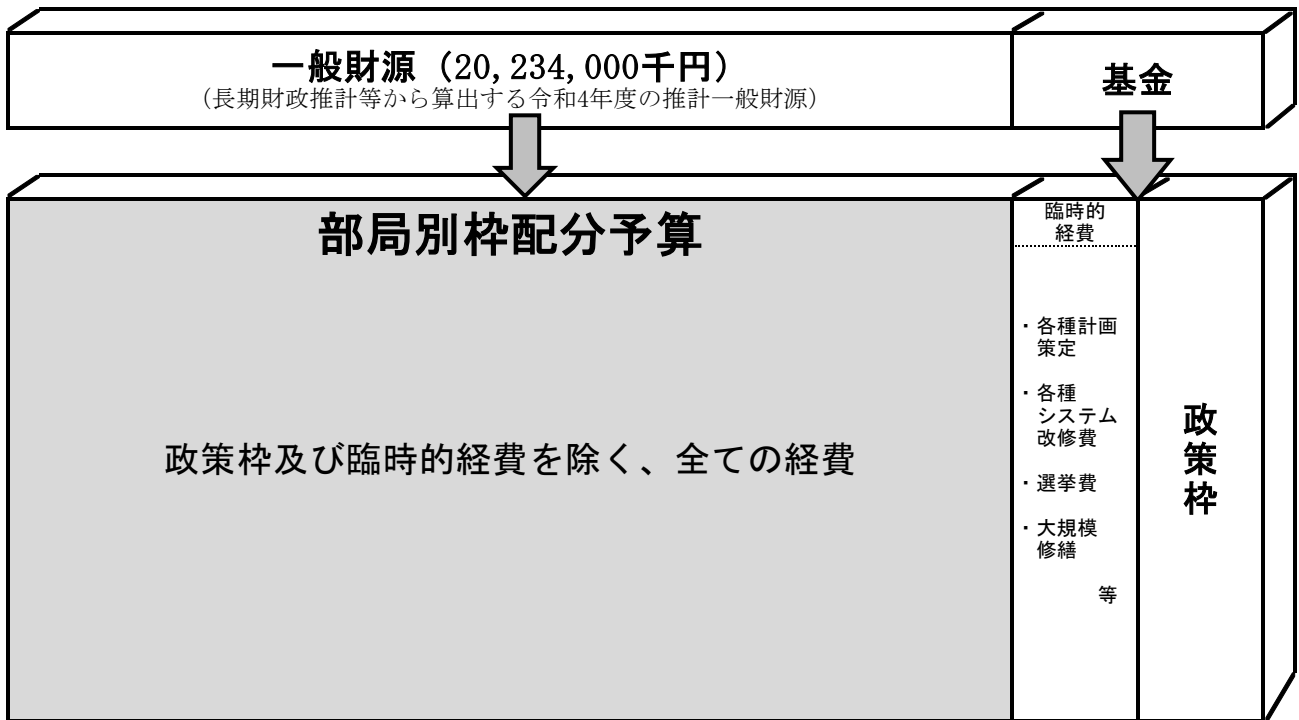 一般財源（20,234,000千円）
（長期財政推計等から算出する令和4年度の推計一般財源）
基金
部局別枠配分予算
政策枠及び臨時的経費を除く、全ての経費
臨時的
経費
・各種計画
策定
・各種
システム
改修費
・選挙費
・大規模
修繕
等
政策枠